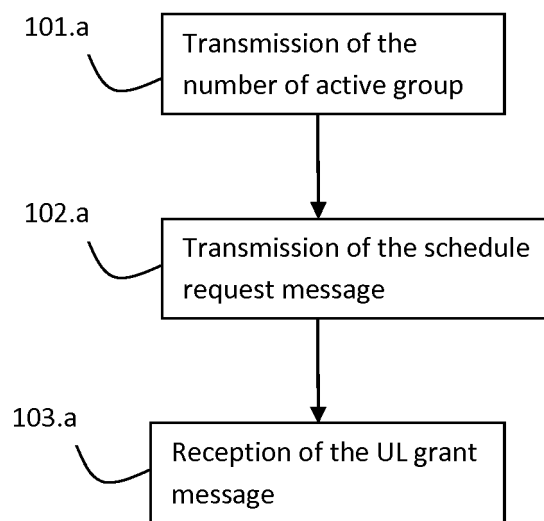 101.a
Transmission of the
number of active group
102.a
Transmission of the schedule
request message
103.a
Reception of the UL grant
message